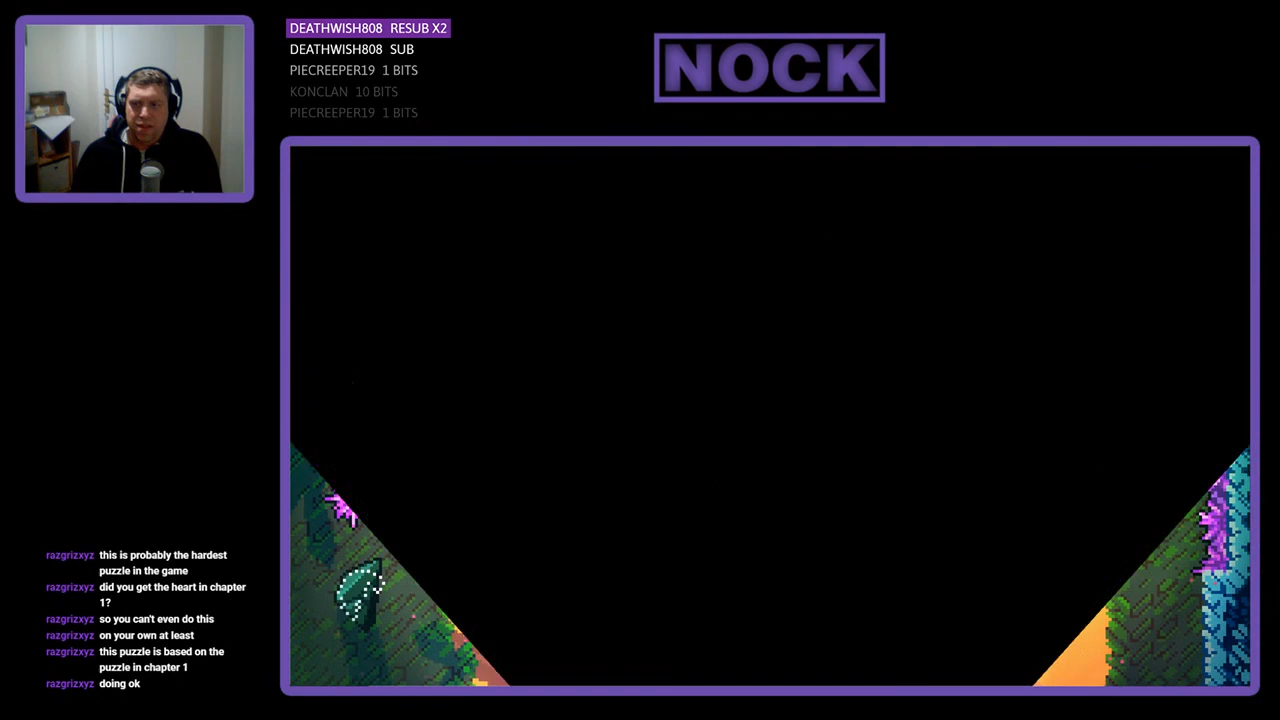 DEATHWISH808 RESUB X2
DEATHWISH808 SUB
PIECREEPER19 1 BITS
KONCLAN 10 BITS
PIECREEPER19 1 BITS
NOCK
razgrizxyz this is probably the hardest
puzzle in the game
razgrizxyz did you get the heart in chapter
1?
razgrizxyz so you can't even do this
razgrizxyz on your own at least
razgrizxyz this puzzle is based on the
puzzle in chapter 1
razgrizxyz doing ok